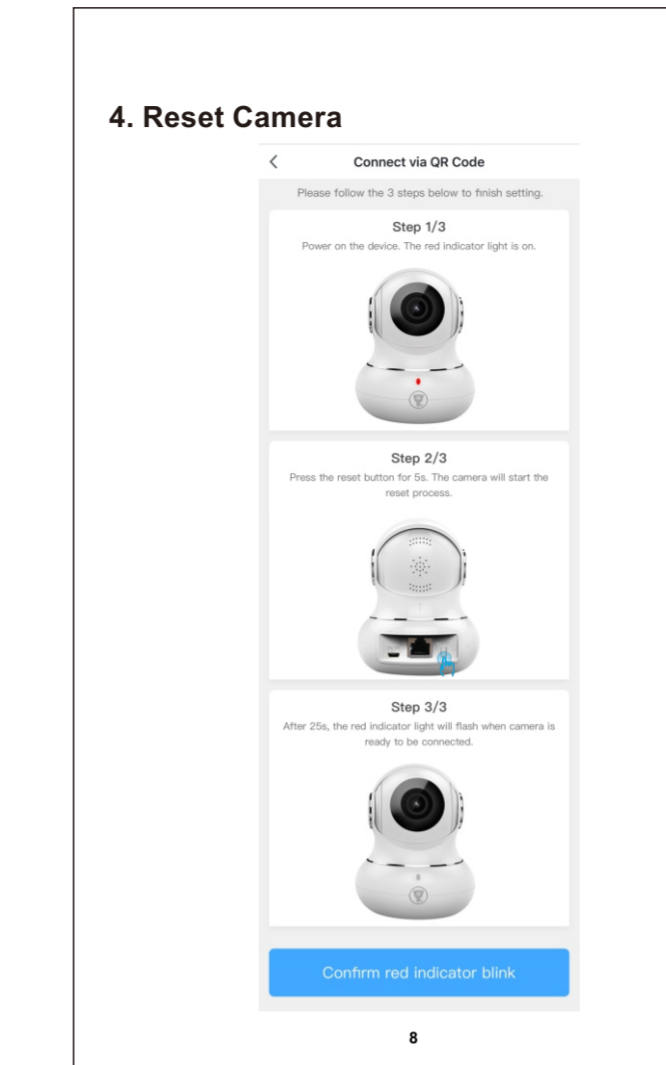 4. Reset Camera
Connect via QR Code
Please follow the 3 steps below to finish setting.
Step 1/3
Power on the device. The red indicator light is on.
Step 2/3
Press the reset button for 5s. The camera will start the
reset process.
Step 3/3
After 25s, the red indicator light will flash when camera is
ready to be connected.
Confirm red indicator blink
8